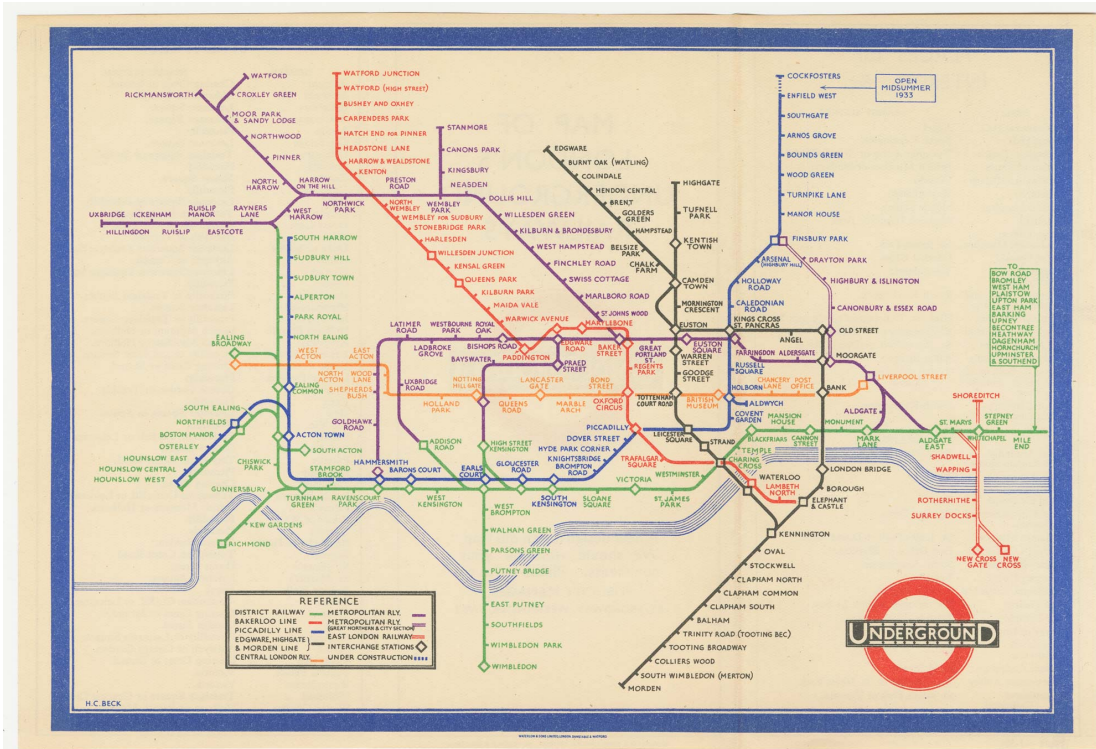 WATFORD
RICKMANSWORTH
CROXLEY GREEN
MOOR PARK
& SANDY LODGE
NORTHWOOD
PINNER
NORTH
HARROW
HARROW
ON THE HILL
NORTHWICK
PARK
PRESTON
ROAD
WEMBLEY
PARK
STANMORE
CANONS PARK
KINGSBURY
NEASDEN
DOLLIS HILL
WILLESDEN GREEN
KILBURN & BRONDESBURY
WEST HAMPSTEAD
FINCHLEY ROAD
SWISS COTTAGE
MARLBORO ROAD
ST JOHNS WOOD
UXBRIDGE
HILLINGDON
ICKENHAM
RUISLIP
RUISLIP
MANOR
EASTCOTE
RAYNERS
LANE
WEST
HARROW
WATFORD JUNCTION
WATFORD (HIGH STREET)
BUSHEY AND OXHEY
CARPENDERS PARK
HATCH END FOR PINNER
HEADSTONE LANE
HARROW & WEALDSTONE
KENTON
NORTH
WEMBLEY
WEMBLEY FOR SUDBURY
STONEBRIDGE PARK
HARLESDEN
WILLESDEN JUNCTION
KENSAL GREEN
QUEENS PARK
KILBURN PARK
MAIDA VALE
WARWICK AVENUE
PADDINGTON
EDGWARE
ROAD
MARYLEBONE
BAKER
STREET
REGENTS
PARK
OXFORD
CIRCUS
PICCADILLY
TRAFALGAR
SQUARE
CHARING
CROSS
WATERLOO
LAMBETH
NORTH
ELEPHANT
& CASTLE
EDGWARE
BURNT OAK (WATLING)
COLINDALE
HENDON CENTRAL
BRENT
GOLDERS
GREEN
HAMPSTEAD
BELSIZE
PARK
CHALK
FARM
HIGHGATE
TUFNELL
PARK
KENTISH
TOWN
CAMDEN
TOWN
MORNINGTON
CRESCENT
EUSTON
WARREN
STREET
GOODGE
STREET
TOTTENHAM
COURT ROAD
LEICESTER
SQUARE
STRAND
KINGS CROSS
ST. PANCRAS
ANGEL
OLD STREET
MOORGATE
BANK
LONDON BRIDGE
BOROUGH
KENNINGTON
OVAL
STOCKWELL
CLAPHAM NORTH
CLAPHAM COMMON
CLAPHAM SOUTH
BALHAM
TRINITY ROAD (TOOTING BEC)
TOOTING BROADWAY
COLLIERS WOOD
SOUTH WIMBLEDON (MERTON)
MORDEN
COCKFOSTERS
ENFIELD WEST
OPEN
MIDSUMMER
1933
SOUTHGATE
ARNOS GROVE
BOUNDS GREEN
WOOD GREEN
TURNPIKE LANE
MANOR HOUSE
FINSBURY PARK
ARSENAL
(HIGHBURY HILL)
HOLLOWAY
ROAD
CALEDONIAN
ROAD
DRAYTON PARK
HIGHBURY & ISLINGTON
CANONBURY & ESSEX ROAD
RUSSELL
SQUARE
HOLBORN
ALDWYCH
COVENT
GARDEN
DOVER STREET
HYDE PARK CORNER
KNIGHTSBRIDGE
BROMPTON
ROAD
SOUTH
KENSINGTON
GLOUCESTER
ROAD
EARLS
COURT
BARONS COURT
HAMMERSMITH
ACTON TOWN
EALING
COMMON
NORTH EALING
PARK ROYAL
ALPERTON
SUDBURY TOWN
SUDBURY HILL
SOUTH HARROW
SOUTH EALING
NORTHFIELDS
BOSTON MANOR
OSTERLEY
HOUNSLOW EAST
HOUNSLOW CENTRAL
HOUNSLOW WEST
EALING
BROADWAY
WEST
ACTON
NORTH
ACTON
EAST
ACTON
WOOD
LANE
SHEPHERDS
BUSH
HOLLAND
PARK
NOTTING
HILL GATE
QUEENS
ROAD
LANCASTER
GATE
MARBLE
ARCH
BOND
STREET
BRITISH
MUSEUM
CHANCERY
LANE
POST
OFFICE
LIVERPOOL STREET
LATIMER
ROAD
LADBROKE
GROVE
WESTBOURNE
PARK
ROYAL
OAK
BISHOPS ROAD
BAYSWATER
PRAED
STREET
UXBRIDGE
ROAD
GOLDHAWK
ROAD
ADDISON
ROAD
HIGH STREET
KENSINGTON
GREAT
PORTLAND
ST.
EUSTON
SQUARE
FARRINGDON
ALDERSGATE
ALDGATE
SOUTH ACTON
CHISWICK
PARK
GUNNERSBURY
KEW GARDENS
RICHMOND
TURNHAM
GREEN
STAMFORD
BROOK
RAVENSCOURT
PARK
WEST
KENSINGTON
WEST
BROMPTON
WALHAM GREEN
PARSONS GREEN
PUTNEY BRIDGE
EAST PUTNEY
SOUTHFIELDS
WIMBLEDON PARK
WIMBLEDON
SLOANE
SQUARE
VICTORIA
ST. JAMES
PARK
WESTMINSTER
TEMPLE
BLACKFRIARS
MANSION
HOUSE
CANNON
STREET
MONUMENT
MARK
LANE
ALDGATE
EAST
ST. MARYS
WHITECHAPEL
STEPNEY
GREEN
MILE
END
TO
BOW ROAD
BROMLEY
WEST HAM
PLAISTOW
UPTON PARK
EAST HAM
BARKING
UPNEY
BECONTREE
HEATHWAY
DAGENHAM
HORNCHURCH
UPMINSTER
& SOUTHEND
SHOREDITCH
SHADWELL
WAPPING
ROTHERHITHE
SURREY DOCKS
NEW CROSS
GATE
NEW
CROSS
REFERENCE
DISTRICT RAILWAY
BAKERLOO LINE
PICCADILLY LINE
EDGWARE, HIGHGATE
& MORDEN LINE
CENTRAL LONDON RLY.
METROPOLITAN RLY.
METROPOLITAN RLY.
(GREAT NORTHERN & CITY SECTION)
EAST LONDON RAILWAY
INTERCHANGE STATIONS
UNDER CONSTRUCTION
UNDERGROUND
H.C. BECK